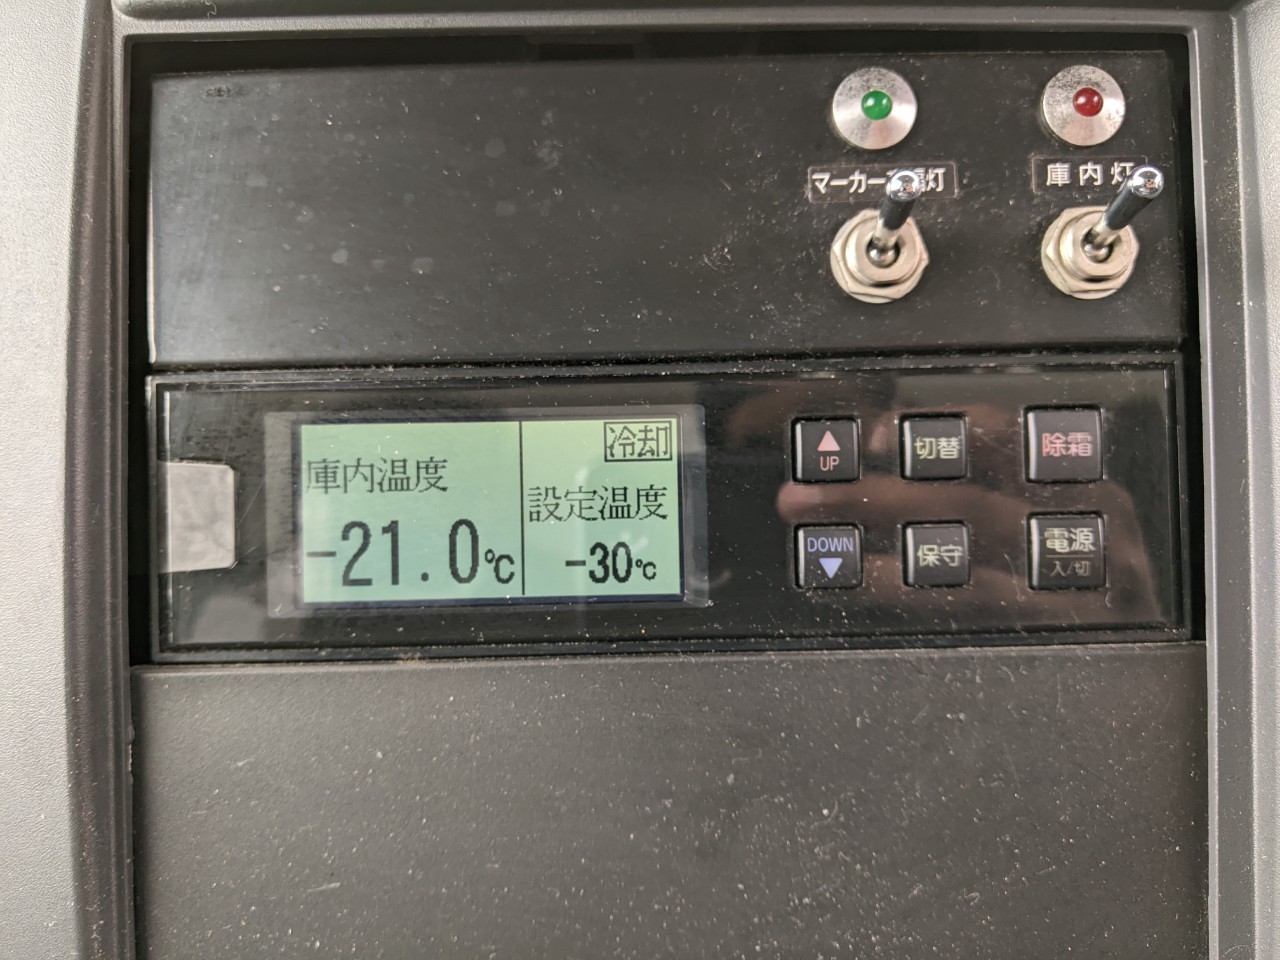 マーカー 灯
庫内灯
冷却
庫内温度
設定温度
-21.0℃
-30℃
UP
切替
除霜
DOWN
保守
電源
入/切